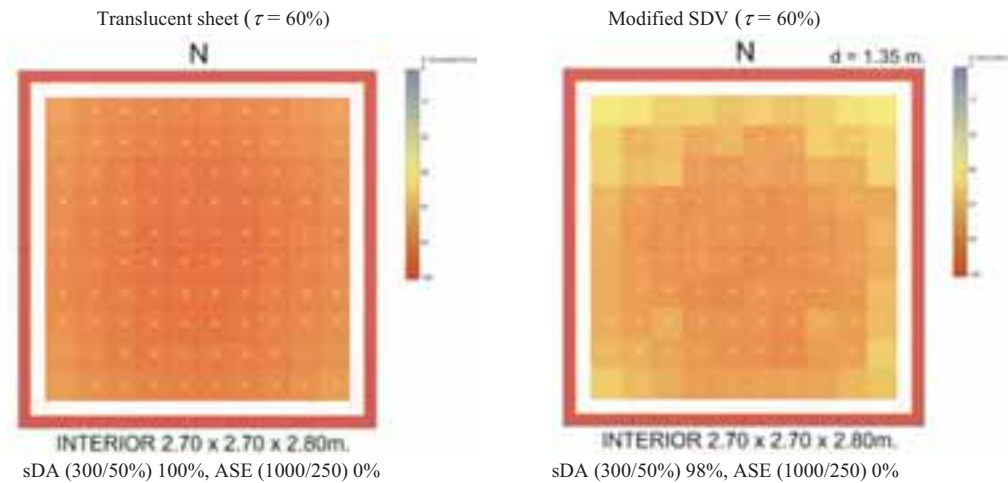 Translucent sheet (τ = 60%)
N
INTERIOR 2.70 x 2.70 x 2.80m.
sDA (300/50%) 100%, ASE (1000/250) 0%
Modified SDV (τ = 60%)
N
d = 1.35 m.
INTERIOR 2.70 x 2.70 x 2.80m.
sDA (300/50%) 98%, ASE (1000/250) 0%